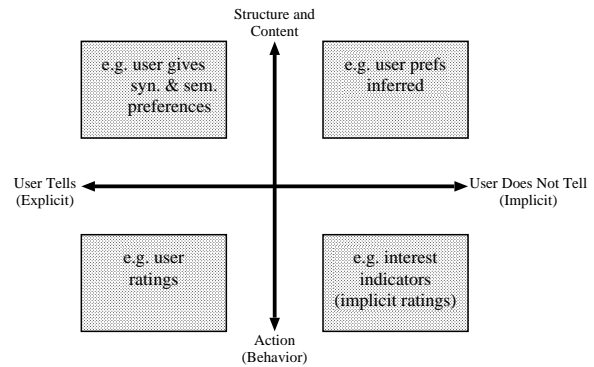 Structure and
Content
e.g. user gives
syn. & sem.
preferences
e.g. user prefs
inferred
User Tells
(Explicit)
User Does Not Tell
(Implicit)
e.g. user
ratings
e.g. interest
indicators
(implicit ratings)
Action
(Behavior)